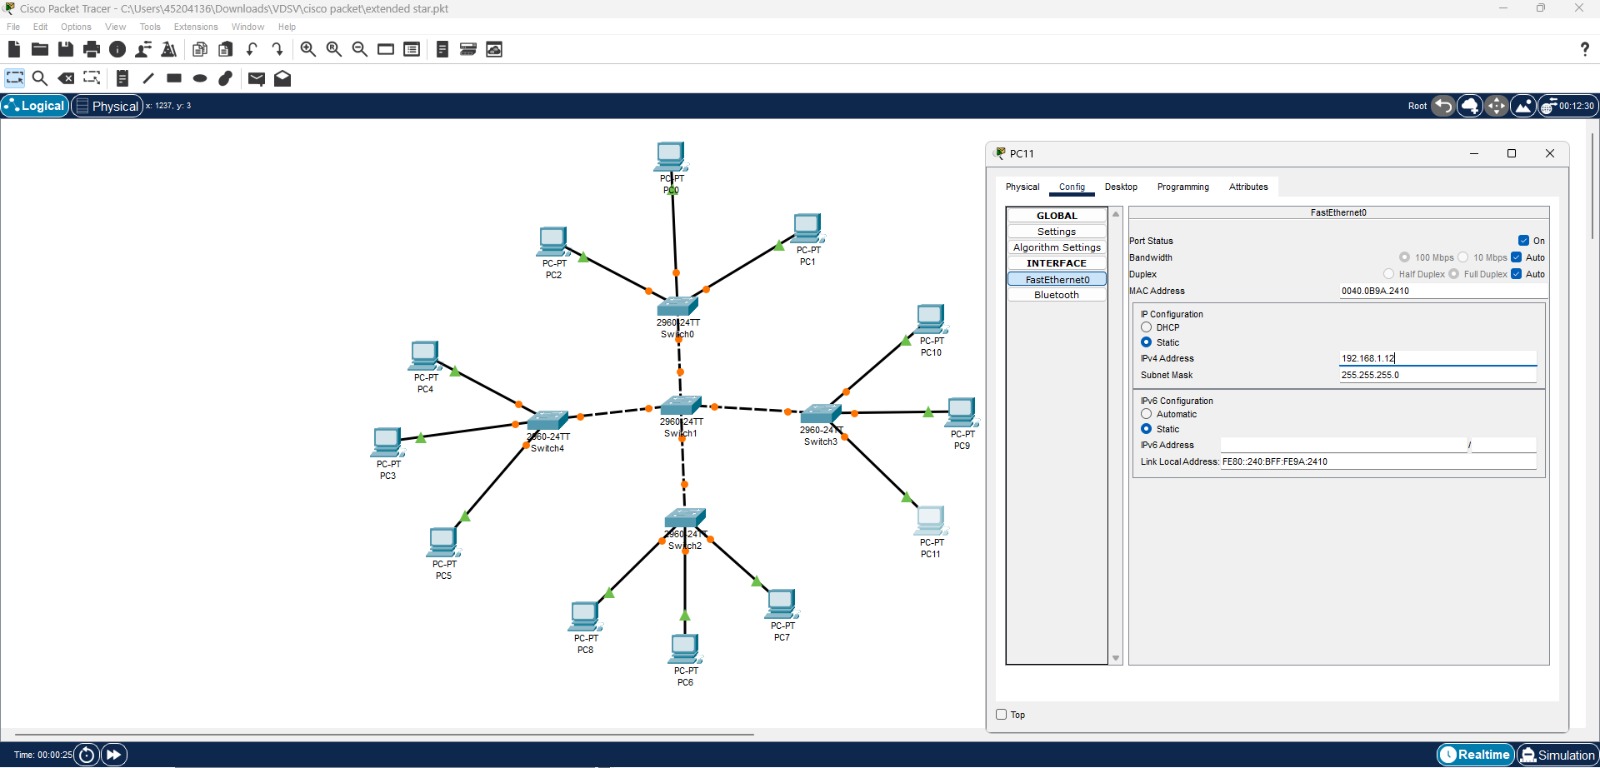 Cisco Packet Tracer - C:\Users\45204136\Downloads\VDSV\cisco packet\extended star.pkt
File Edit Options View Tools Extensions Window Help
?
Logical Physical x: 1237, y: 3 Root 00:12:30
PC-PT
PC0
PC-PT
PC1
PC-PT
PC2
2960-24TT
Switch0
PC-PT
PC10
PC-PT
PC4
2960-24TT
Switch1
2960-24TT
Switch3
2960-24TT
Switch4
PC-PT
PC9
PC-PT
PC3
2960-24TT
Switch2
PC-PT
PC11
PC-PT
PC5
PC-PT
PC7
PC-PT
PC8
PC-PT
PC6
PC11
Physical Config Desktop Programming Attributes
GLOBAL
Settings
Algorithm Settings
INTERFACE
FastEthernet0
Bluetooth
FastEthernet0
Port Status On
Bandwidth 100 Mbps 10 Mbps Auto
Duplex Half Duplex Full Duplex Auto
MAC Address 0040.0B9A.2410
IP Configuration
DHCP
Static
IPv4 Address 192.168.1.12
Subnet Mask 255.255.255.0
IPv6 Configuration
Automatic
Static
IPv6 Address /
Link Local Address: FE80::240:BFF:FE9A:2410
Top
Time: 00:00:25 Realtime Simulation